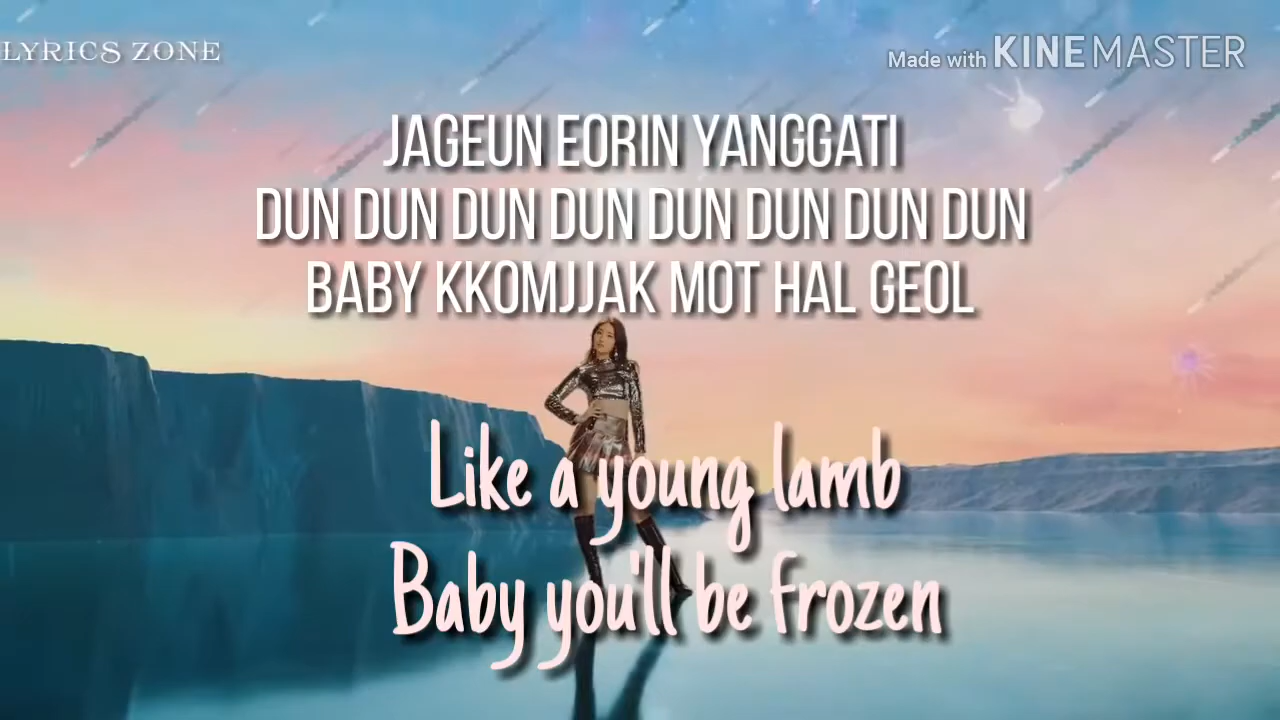 LYRICS ZONE
Made with KINEMASTER
JAGEUN EORIN YANGGATI
DUN DUN DUN DUN DUN DUN DUN DUN
BABY KKOMJJAK MOT HAL GEOL
Like a young lamb
Baby you'll be frozen